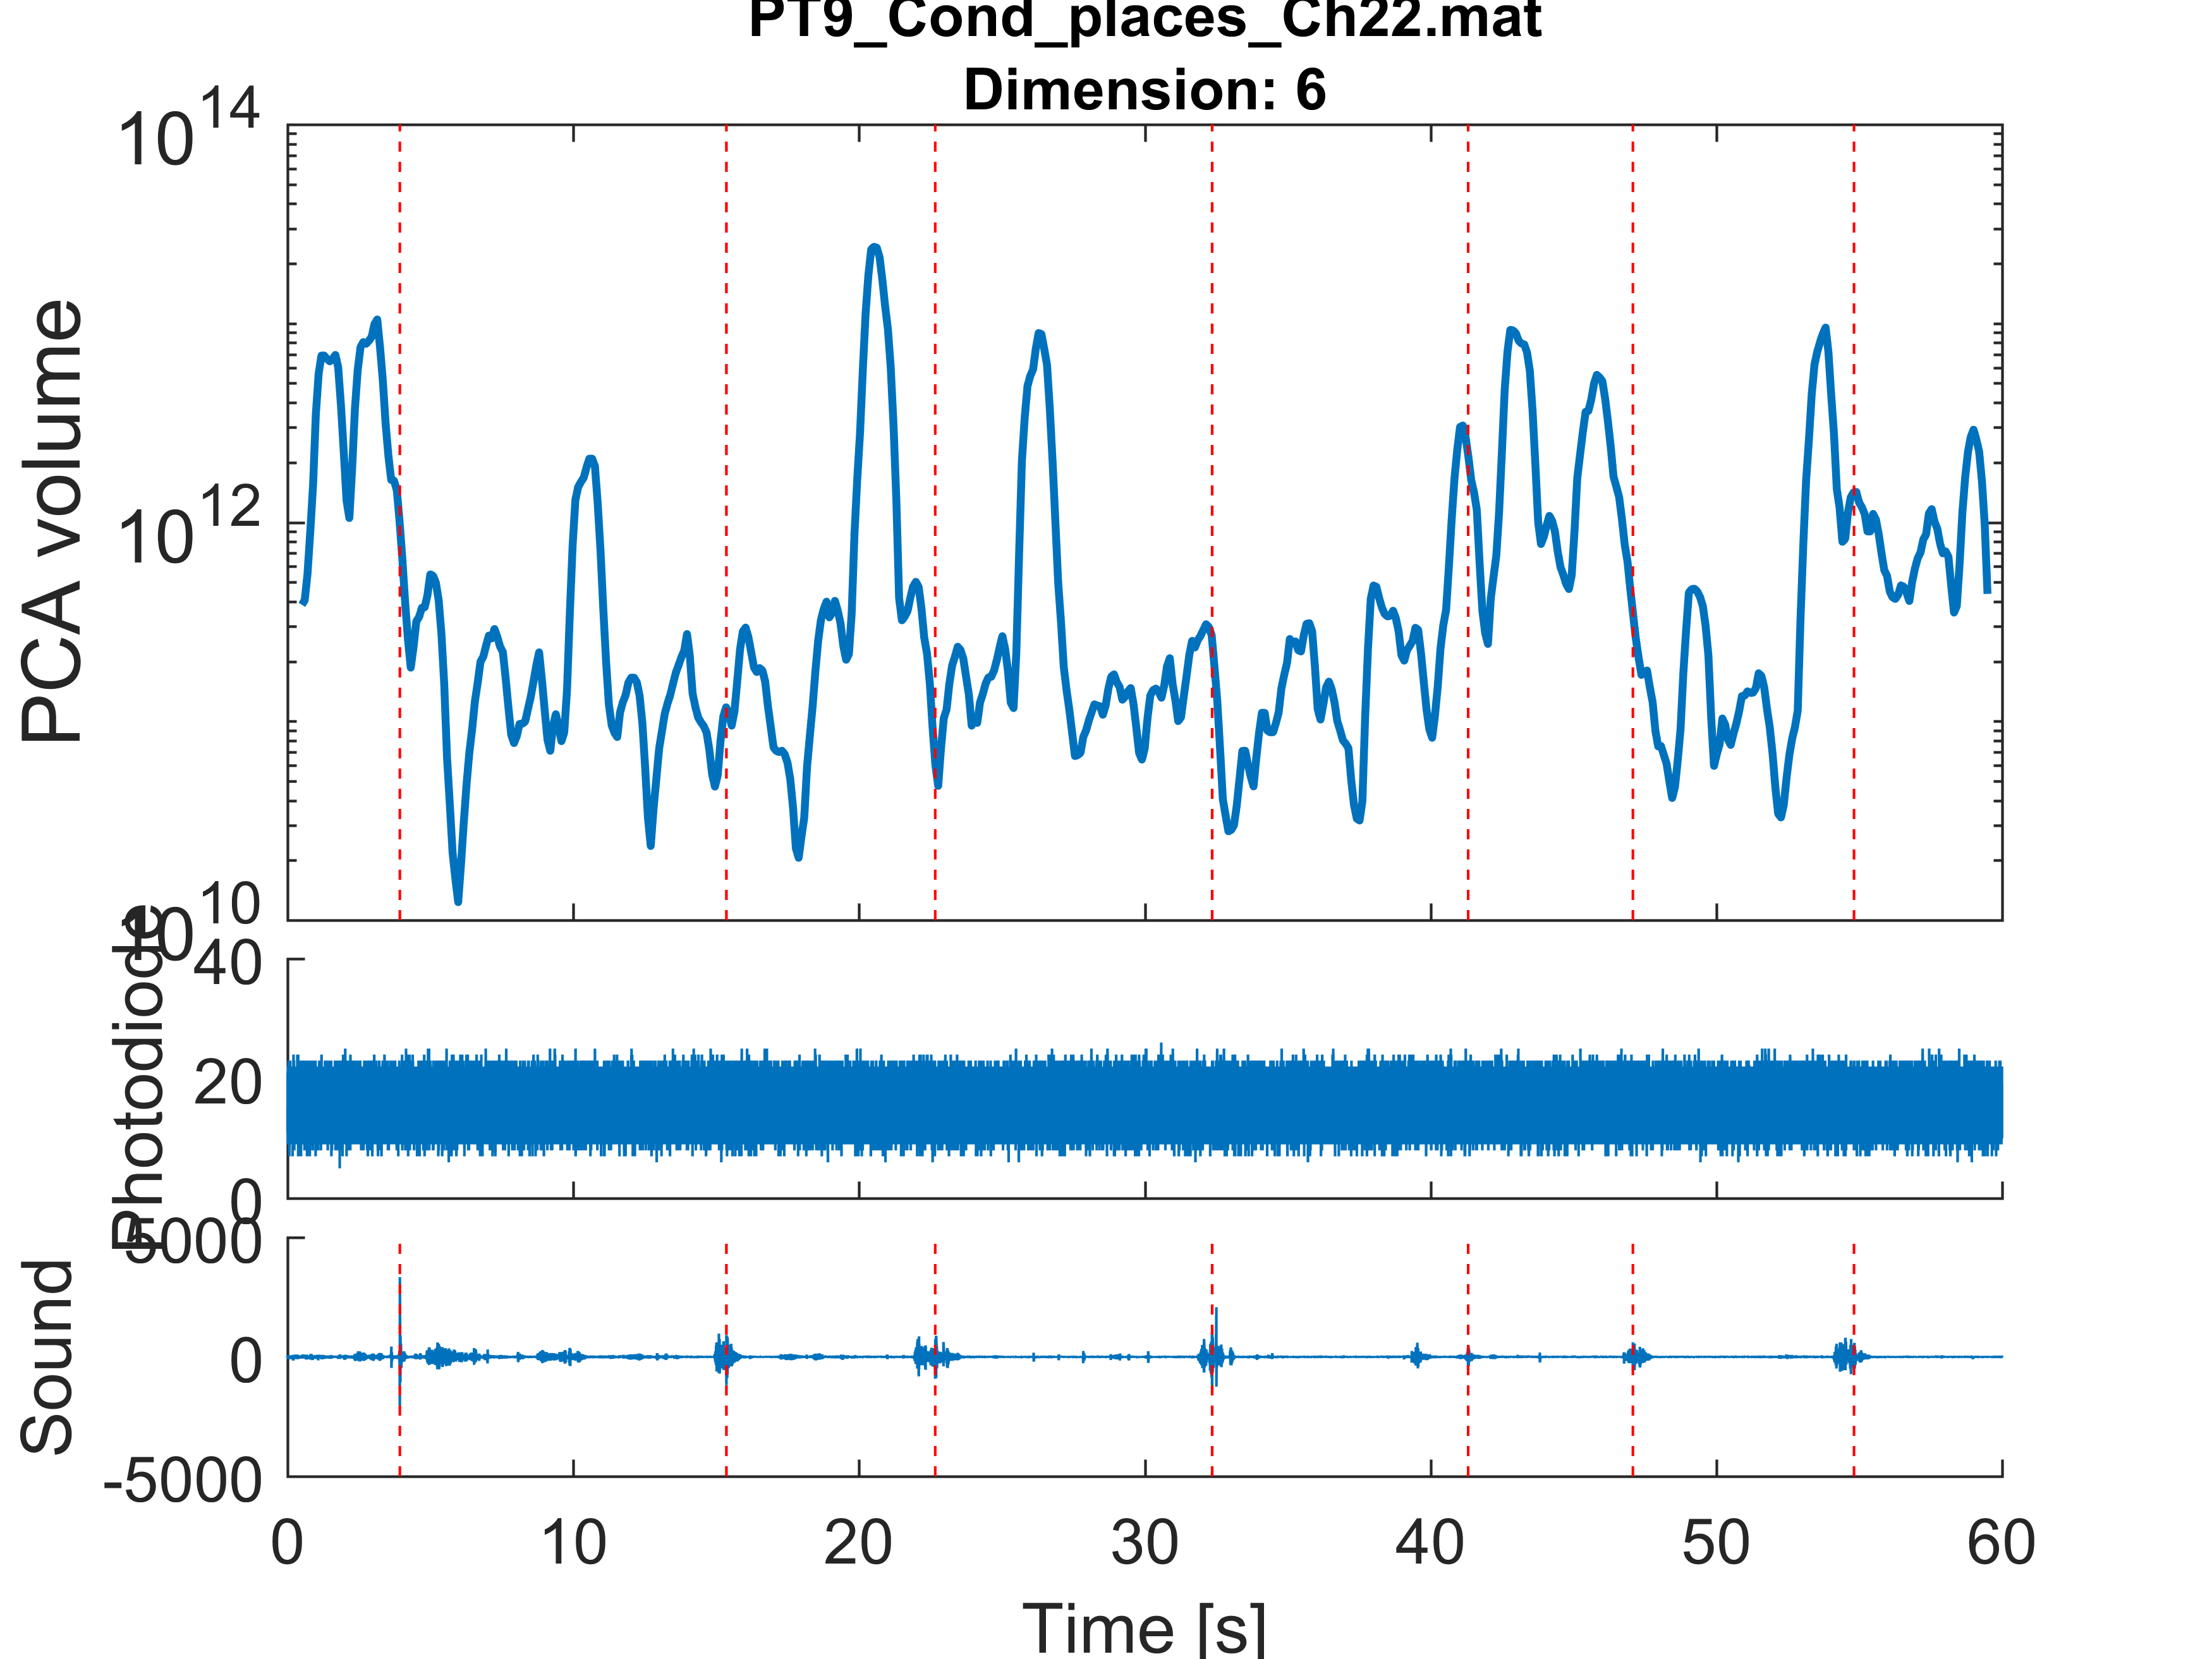 PT9_Cond_places_Ch22.mat
Dimension: 6
PCA volume
10^14
10^12
10^10
Photodiode
40
20
0
Sound
5000
0
-5000
0 10 20 30 40 50 60
Time [s]